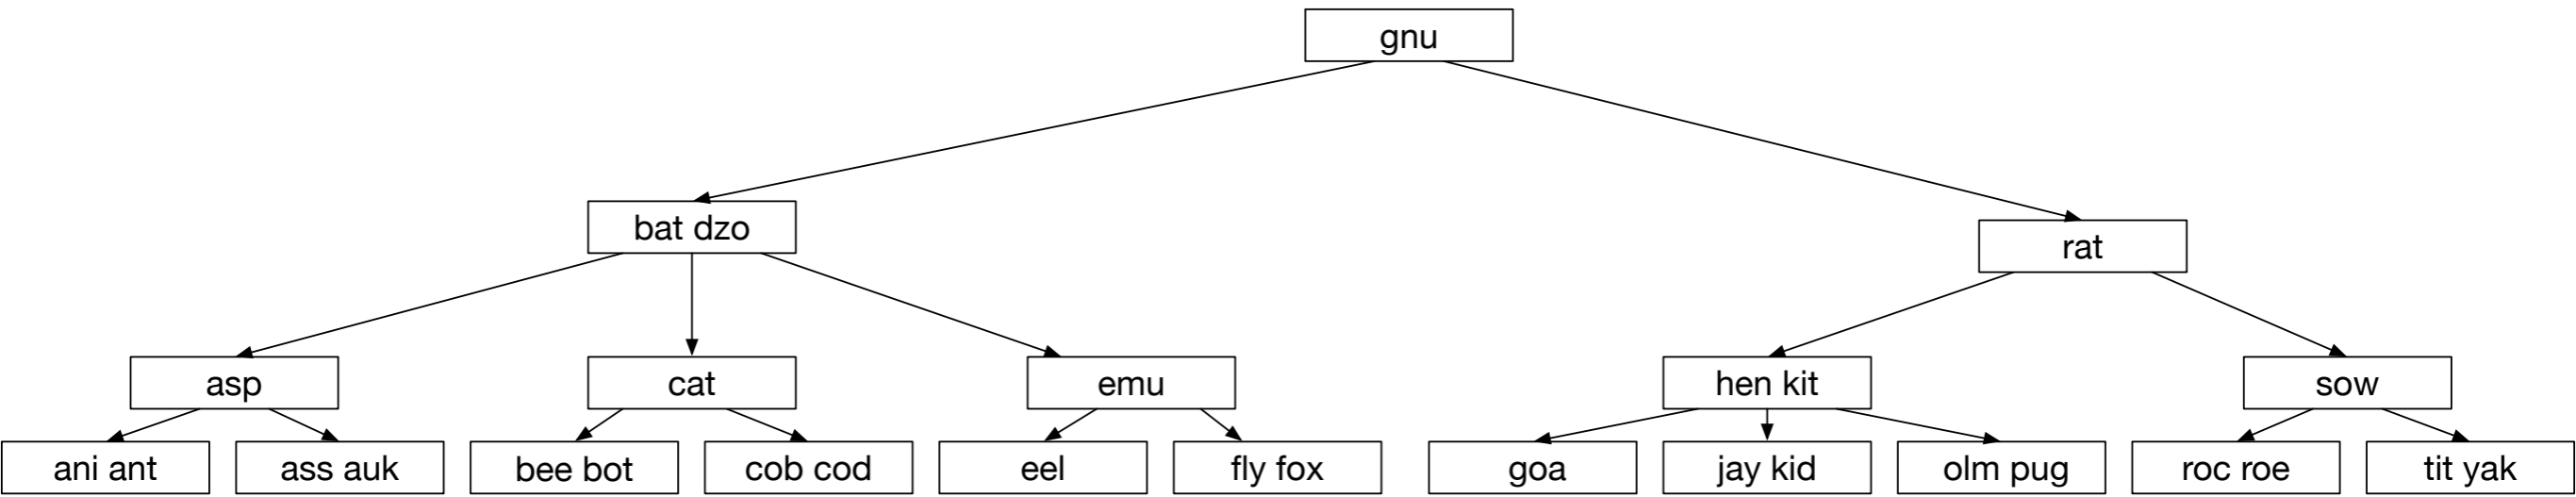 gnu
bat dzo
rat
asp
cat
emu
hen kit
sow
ani ant
ass auk
bee bot
cob cod
eel
fly fox
goa
jay kid
olm pug
roc roe
tit yak